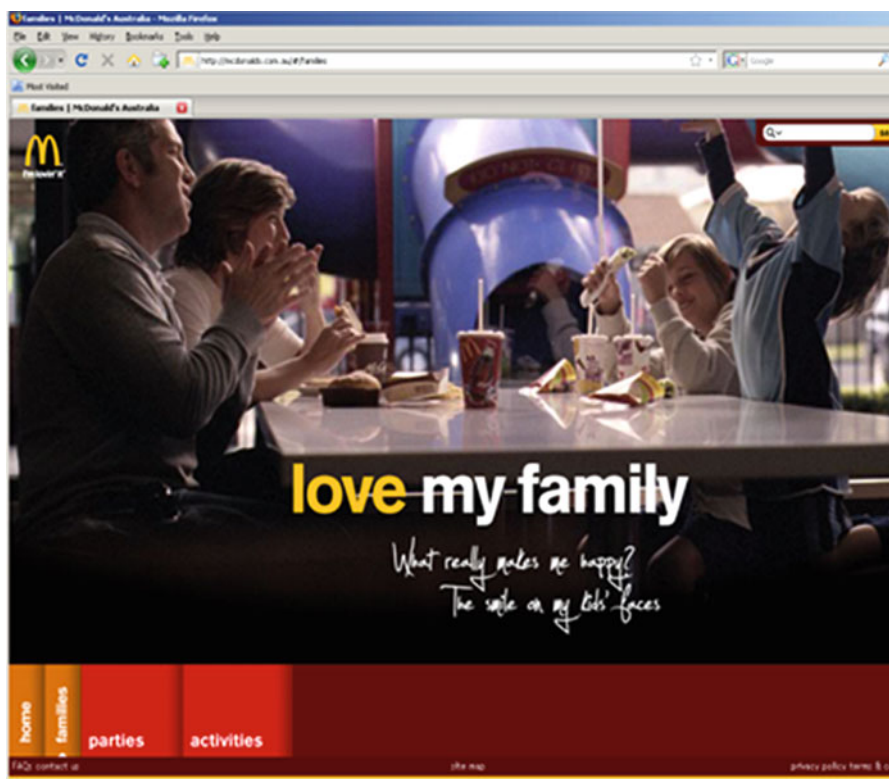 families | McDonald's Australia - Mozilla Firefox
File Edit View History Bookmarks Tools Help
http://mcdonalds.com.au/#/families
Google
Most Visited
families | McDonald's Australia
i'm lovin' it
love my family
What really makes me happy?
The smile on my kids' faces
home
families
parties
activities
FAQs contact us
site map
privacy policy terms &